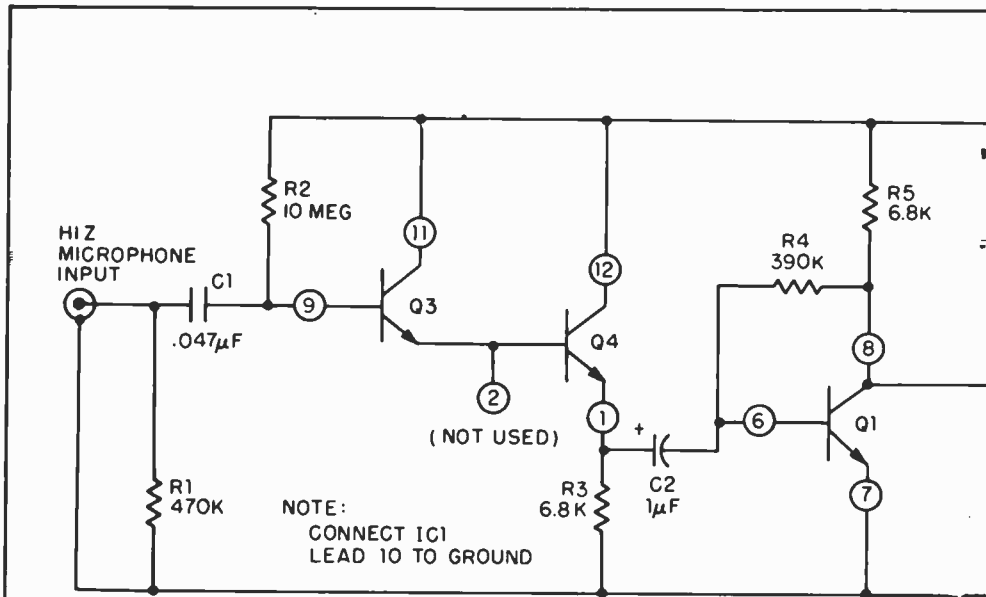 R2
10 MEG
R5
6.8K
HIZ
MICROPHONE
INPUT
C1
.047µF
11
9
Q3
12
R4
390K
Q4
8
2
(NOT USED)
1
+
6
Q1
C2
1µF
7
R1
470K
R3
6.8K
NOTE:
CONNECT IC1
LEAD 10 TO GROUND